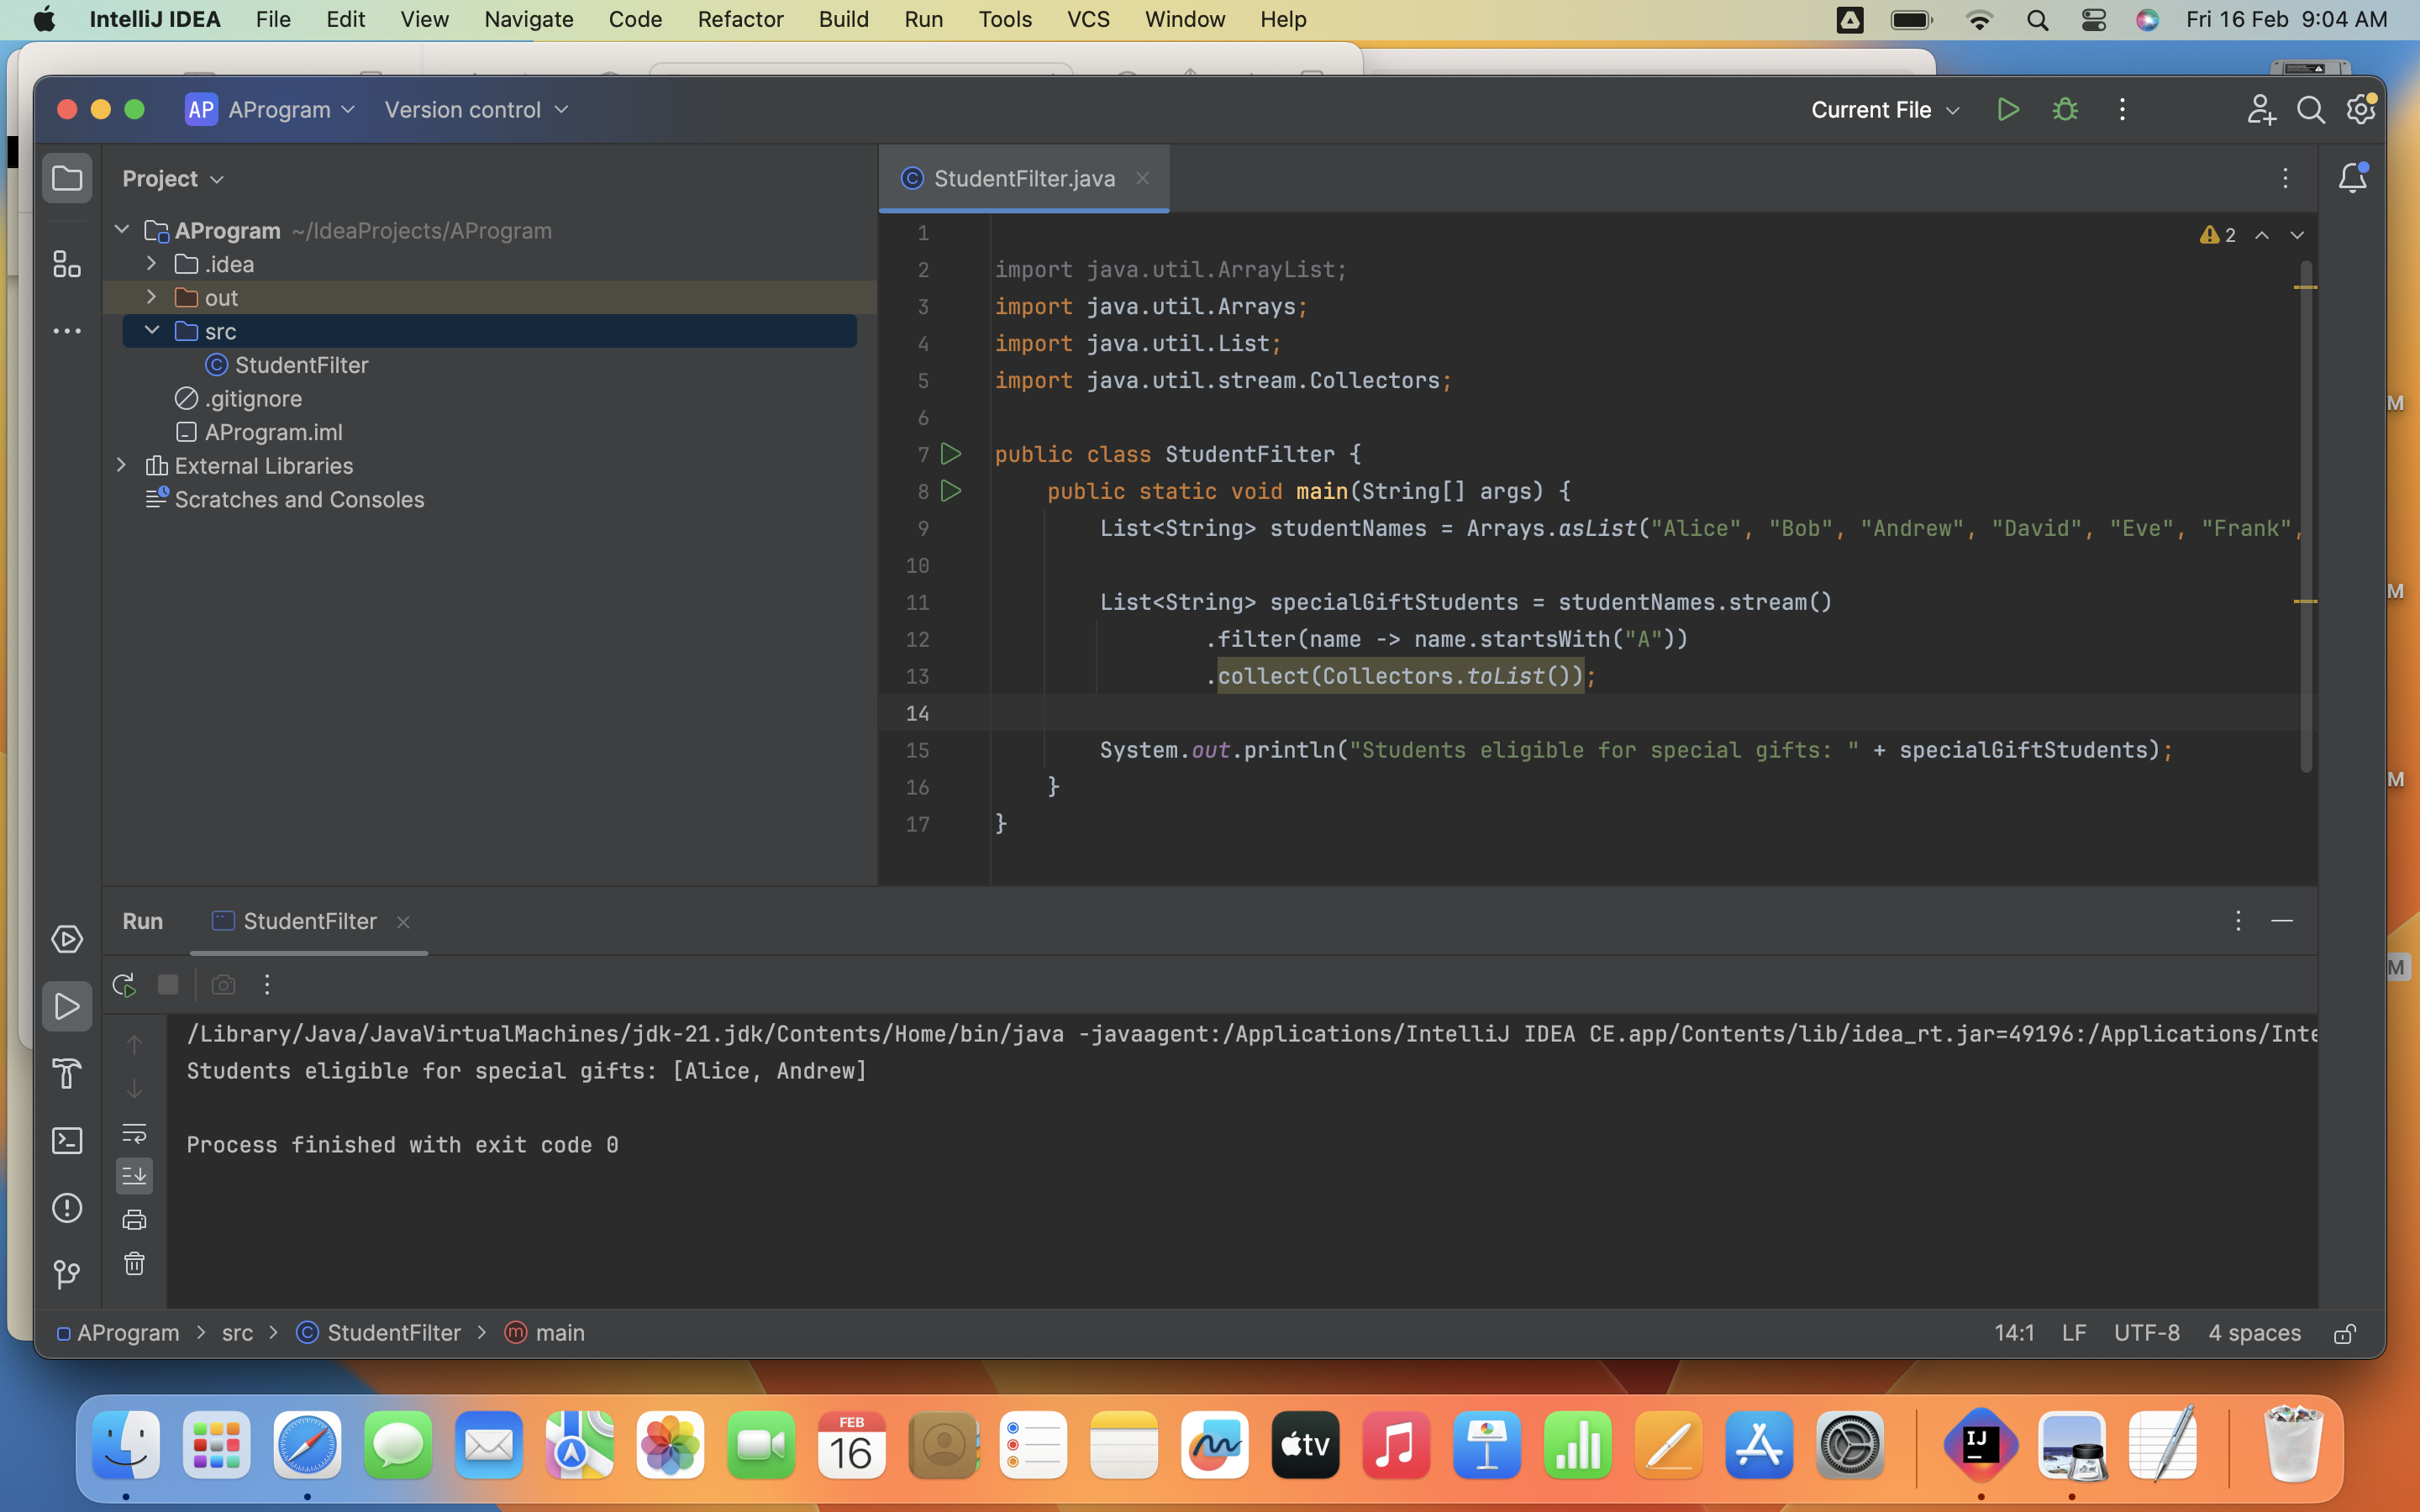 IntelliJ IDEA File Edit View Navigate Code Refactor Build Run Tools VCS Window Help Fri 16 Feb 9:04 AM
AP AProgram Version control Current File
Project
StudentFilter.java
AProgram ~/IdeaProjects/AProgram
.idea
out
src
StudentFilter
.gitignore
AProgram.iml
External Libraries
Scratches and Consoles
2
1
2 import java.util.ArrayList;
3 import java.util.Arrays;
4 import java.util.List;
5 import java.util.stream.Collectors;
6
7 public class StudentFilter {
8 public static void main(String[] args) {
9 List<String> studentNames = Arrays.asList("Alice", "Bob", "Andrew", "David", "Eve", "Frank",
10
11 List<String> specialGiftStudents = studentNames.stream()
12 .filter(name -> name.startsWith("A"))
13 .collect(Collectors.toList());
14
15 System.out.println("Students eligible for special gifts: " + specialGiftStudents);
16 }
17 }
M
M
M
M
Run StudentFilter
/Library/Java/JavaVirtualMachines/jdk-21.jdk/Contents/Home/bin/java -javaagent:/Applications/IntelliJ IDEA CE.app/Contents/lib/idea_rt.jar=49196:/Applications/Inte
Students eligible for special gifts: [Alice, Andrew]
Process finished with exit code 0
AProgram > src > StudentFilter > main 14:1 LF UTF-8 4 spaces
FEB
16
tv
IJ